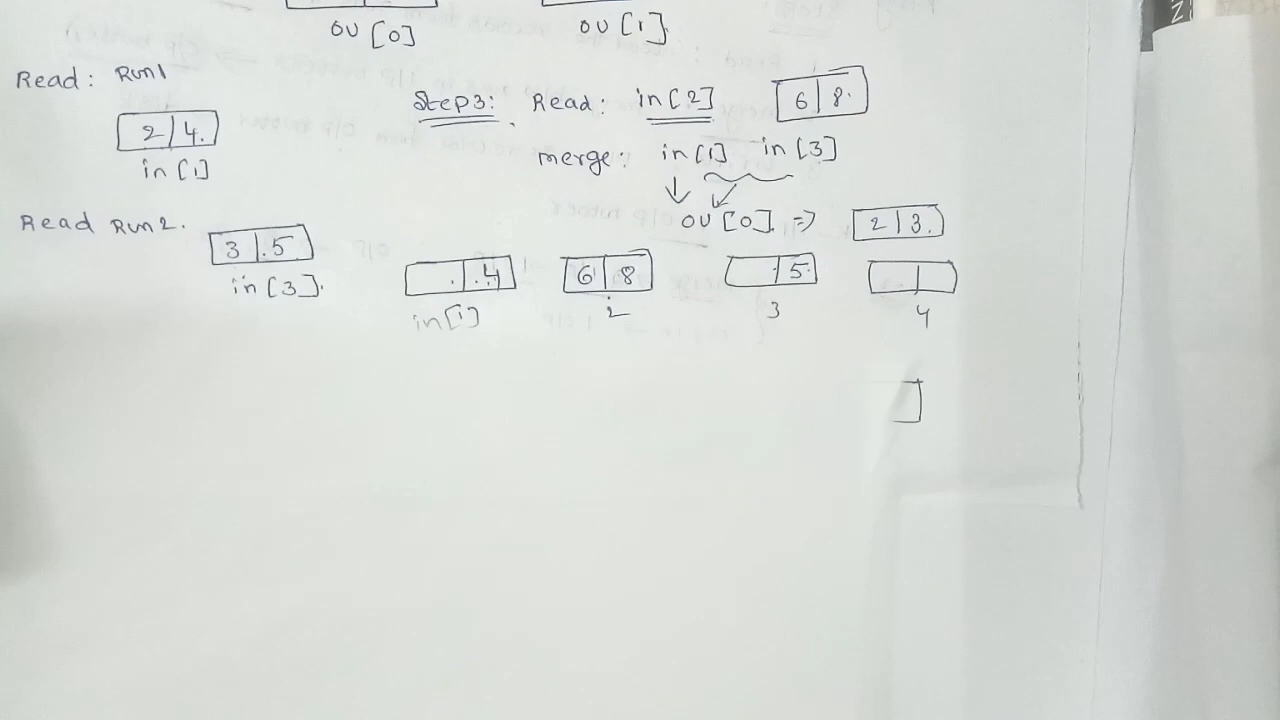 ou [0]
ou [1]
Read: Run1
2 | 4.
in [1]
Read Run2.
3 | .5.
in [3].
Step3: Read: in[2]
6 | 8.
merge: in [1] in [3]
ou [0] => 2 | 3.
. | .4
in[1]
6 | 8
2
. | 5.
3
4
Z